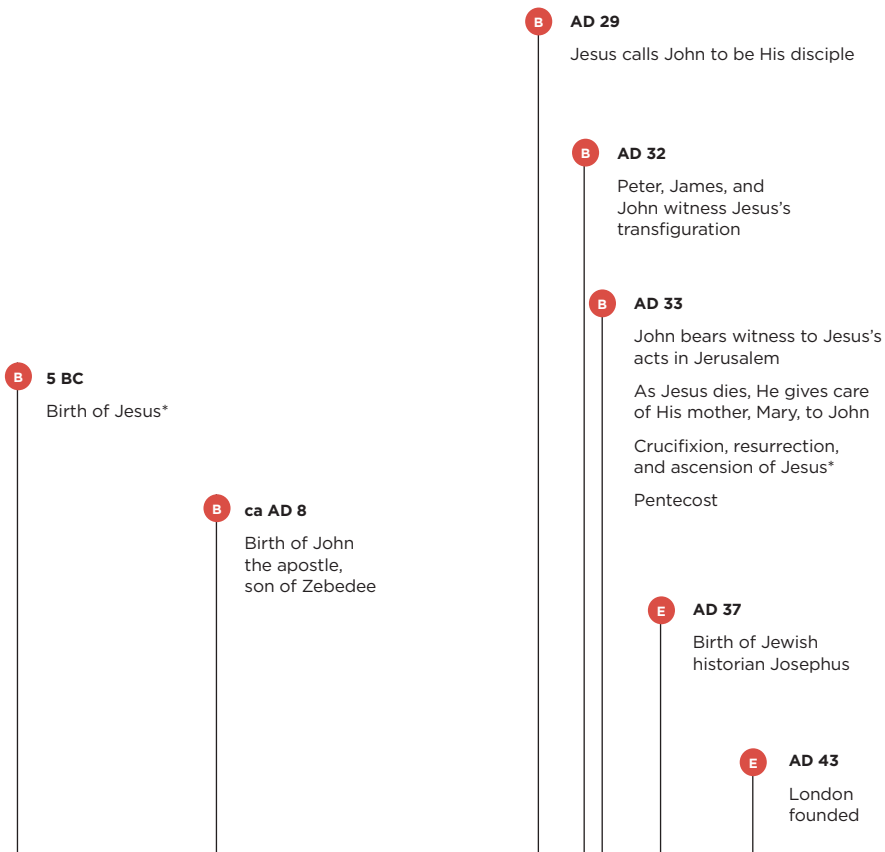 B
AD 29
Jesus calls John to be His disciple
B
AD 32
Peter, James, and
John witness Jesus's
transfiguration
B
AD 33
John bears witness to Jesus's
acts in Jerusalem
As Jesus dies, He gives care
of His mother, Mary, to John
Crucifixion, resurrection,
and ascension of Jesus*
Pentecost
B
5 BC
Birth of Jesus*
B
ca AD 8
Birth of John
the apostle,
son of Zebedee
E
AD 37
Birth of Jewish
historian Josephus
E
AD 43
London
founded